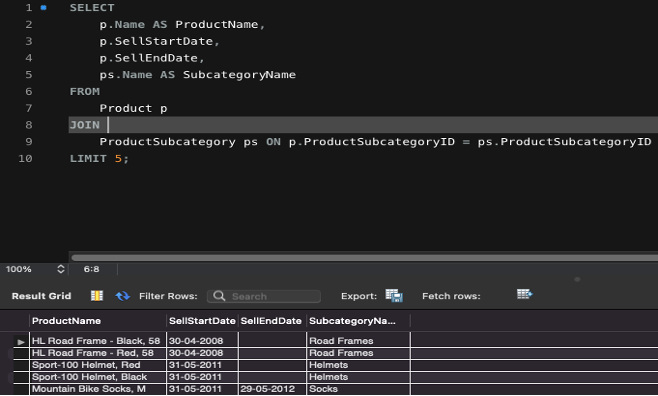 1 SELECT
2 p.Name AS ProductName,
3 p.SellStartDate,
4 p.SellEndDate,
5 ps.Name AS SubcategoryName
6 FROM
7 Product p
8 JOIN
9 ProductSubcategory ps ON p.ProductSubcategoryID = ps.ProductSubcategoryID
10 LIMIT 5;
100% 6:8
Result Grid Filter Rows: Search Export: Fetch rows:
ProductName SellStartDate SellEndDate SubcategoryNa...
HL Road Frame - Black, 58 30-04-2008 Road Frames
HL Road Frame - Red, 58 30-04-2008 Road Frames
Sport-100 Helmet, Red 31-05-2011 Helmets
Sport-100 Helmet, Black 31-05-2011 Helmets
Mountain Bike Socks, M 31-05-2011 29-05-2012 Socks